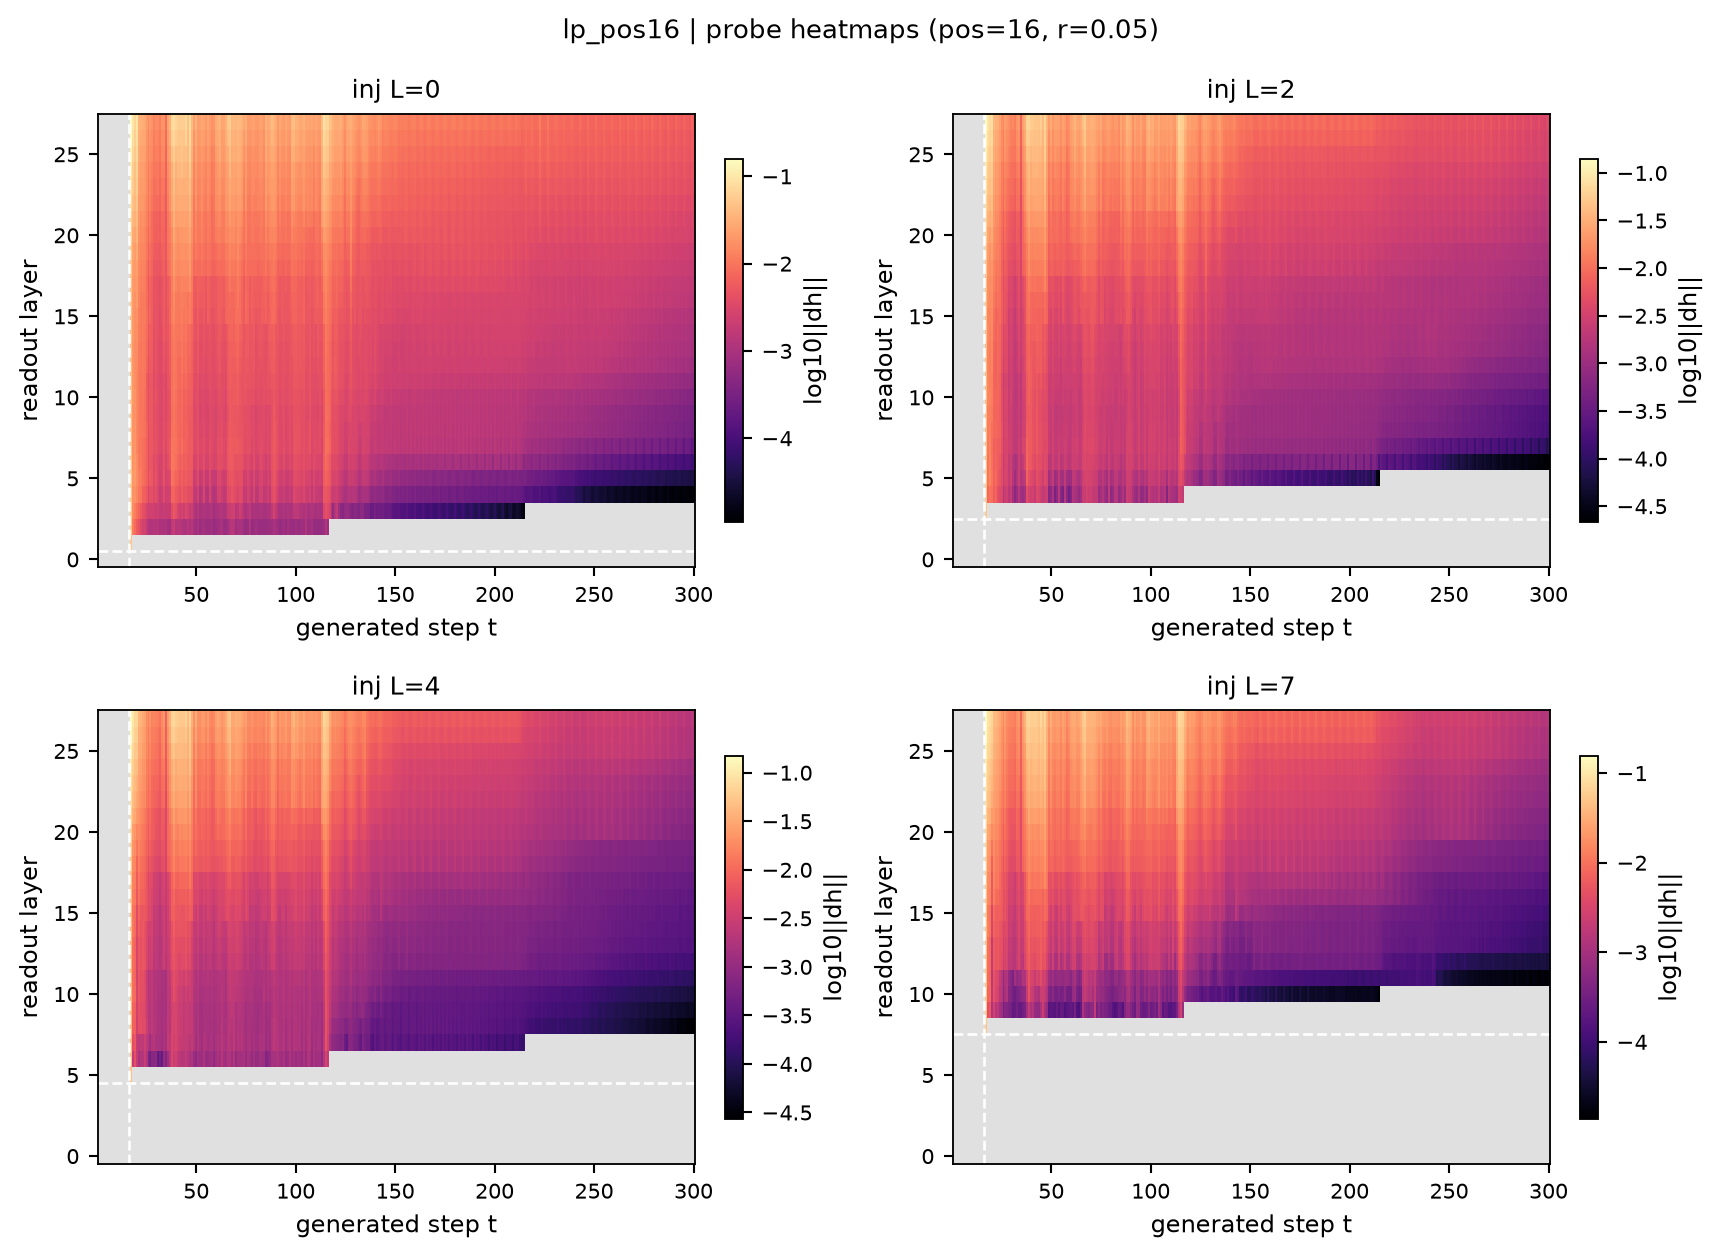 lp_pos16 | probe heatmaps (pos=16, r=0.05)
inj L=0
readout layer
25
20
15
10
5
0
50 100 150 200 250 300
generated step t
−1
−2
−3
−4
log10||dh||
inj L=2
readout layer
25
20
15
10
5
0
50 100 150 200 250 300
generated step t
−1.0
−1.5
−2.0
−2.5
−3.0
−3.5
−4.0
−4.5
log10||dh||
inj L=4
readout layer
25
20
15
10
5
0
50 100 150 200 250 300
generated step t
−1.0
−1.5
−2.0
−2.5
−3.0
−3.5
−4.0
−4.5
log10||dh||
inj L=7
readout layer
25
20
15
10
5
0
50 100 150 200 250 300
generated step t
−1
−2
−3
−4
log10||dh||